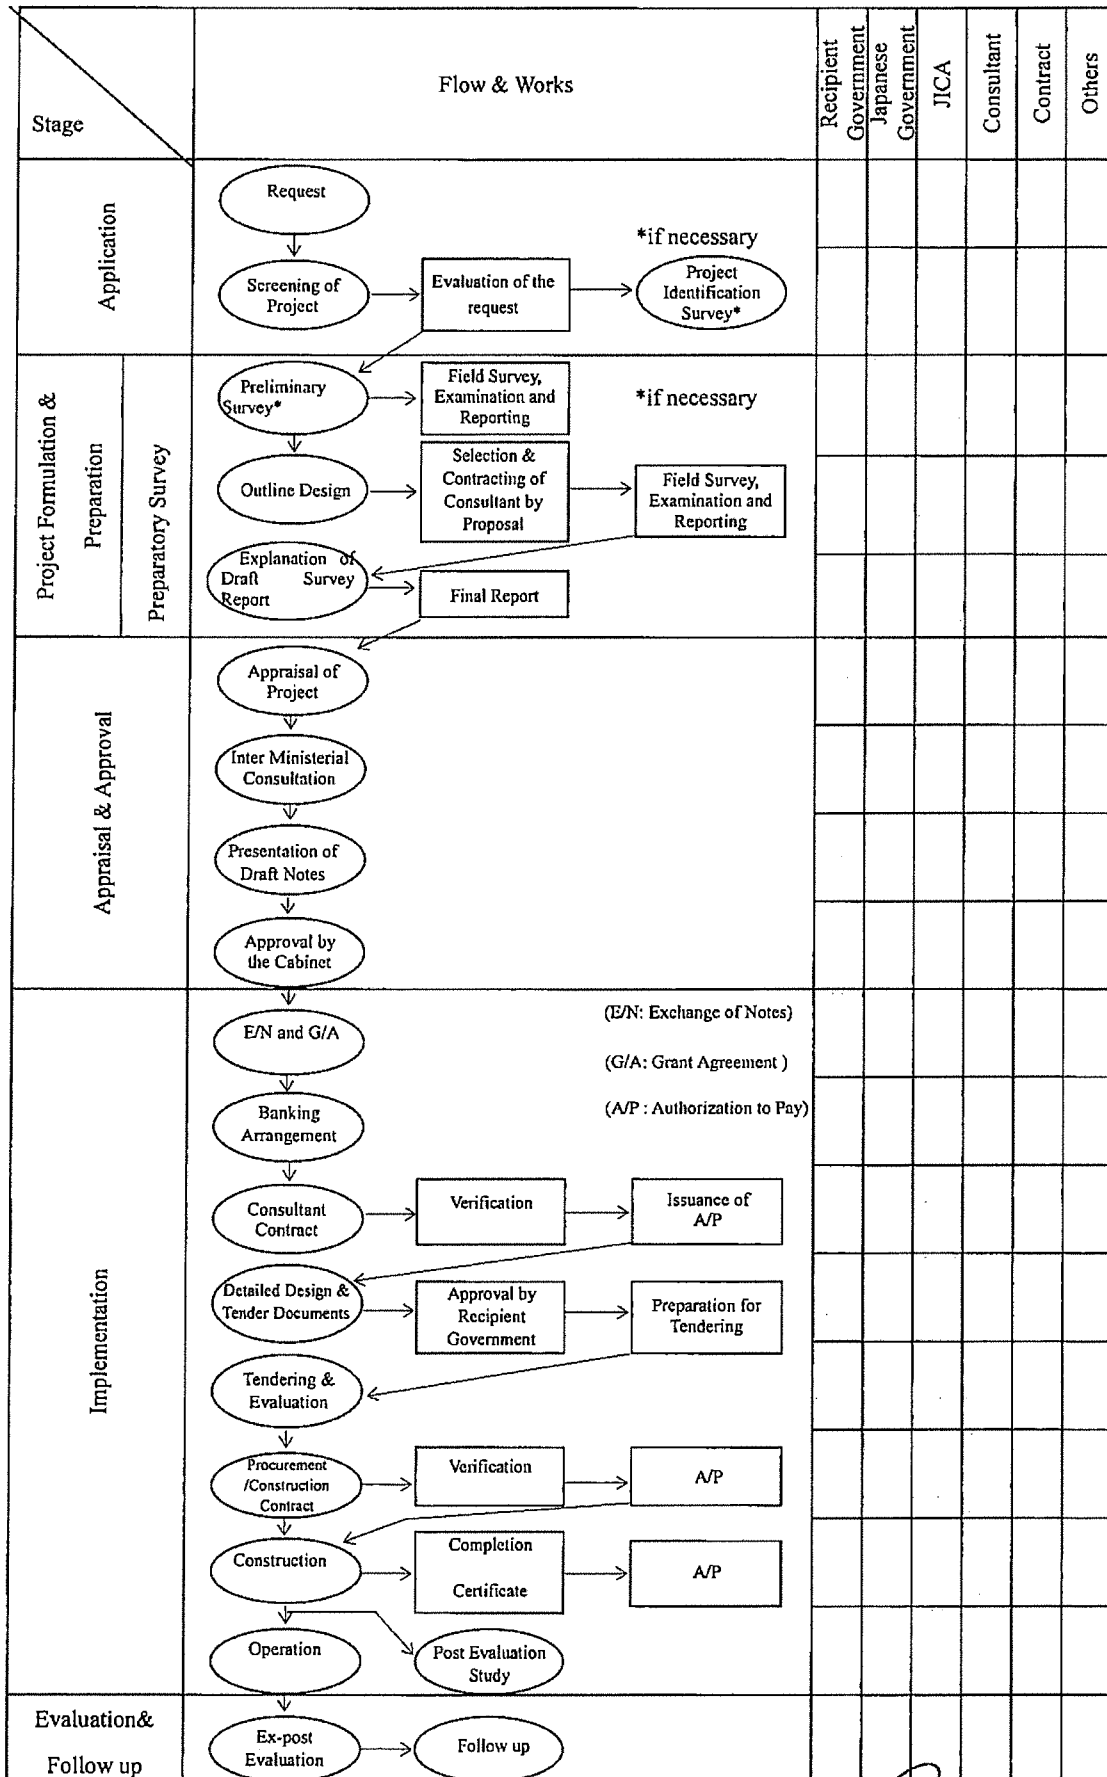 Stage
Flow & Works
Recipient
Government
Japanese
Government
JICA
Consultant
Contract
Others
Application
Request
*if necessary
Screening of
Project
Evaluation of the
request
Project
Identification
Survey*
Project Formulation &
Preparation
Preparatory Survey
Preliminary
Survey*
Field Survey,
Examination and
Reporting
*if necessary
Outline Design
Selection &
Contracting of
Consultant by
Proposal
Field Survey,
Examination and
Reporting
Explanation of
Draft Survey
Report
Final Report
Appraisal & Approval
Appraisal of
Project
Inter Ministerial
Consultation
Presentation of
Draft Notes
Approval by
the Cabinet
Implementation
E/N and G/A
(E/N: Exchange of Notes)
(G/A: Grant Agreement )
(A/P : Authorization to Pay)
Banking
Arrangement
Consultant
Contract
Verification
Issuance of
A/P
Detailed Design &
Tender Documents
Approval by
Recipient
Government
Preparation for
Tendering
Tendering &
Evaluation
Procurement
/Construction
Contract
Verification
A/P
Construction
Completion
Certificate
A/P
Operation
Post Evaluation
Study
Evaluation&
Follow up
Ex-post
Evaluation
Follow up